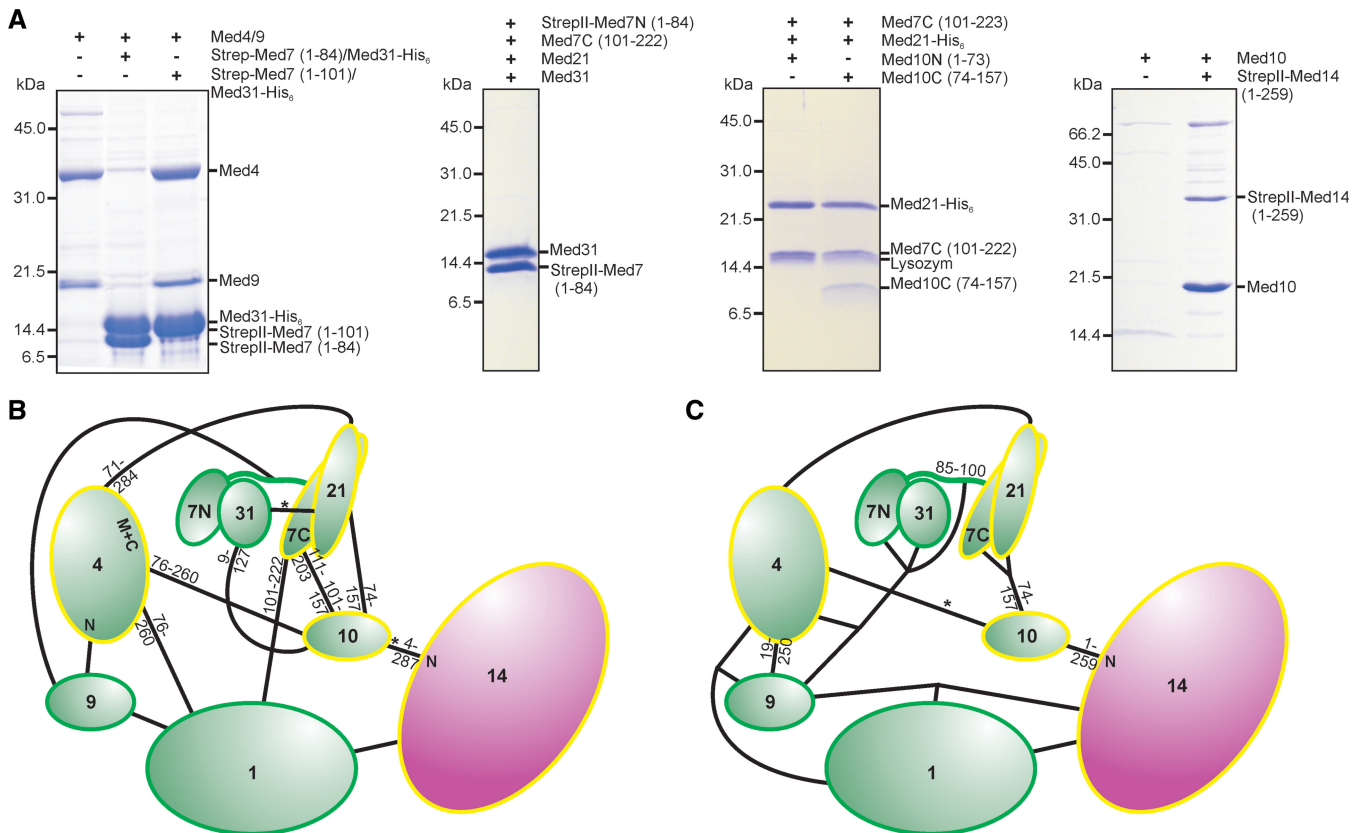 A
+ + + Med4/9
- + - Strep-Med7 (1-84)/Med31-His₆
- - + Strep-Med7 (1-101)/
Med31-His₆
kDa
45.0
31.0
21.5
14.4
6.5
Med4
Med9
Med31-His₆
StrepII-Med7 (1-101)
StrepII-Med7 (1-84)
+ StrepII-Med7N (1-84)
+ Med7C (101-222)
+ Med21
+ Med31
kDa
45.0
31.0
21.5
14.4
6.5
Med31
StrepII-Med7
(1-84)
+ + Med7C (101-223)
+ + Med21-His₆
+ - Med10N (1-73)
- + Med10C (74-157)
kDa
45.0
31.0
21.5
14.4
6.5
Med21-His₆
Med7C (101-222)
Lysozym
Med10C (74-157)
+ + Med10
- + StrepII-Med14
(1-259)
kDa
66.2
45.0
31.0
21.5
14.4
StrepII-Med14
(1-259)
Med10
B
71-
284
7N
31
*
21
7C
4
M+C
N
76-260
76-
260
9-
127
101-222
111-
203
101-
157
74-
157
10
* 4-
287
N
14
9
1
C
85-100
7N
31
21
7C
4
*
74-
157
10
1-
259
N
14
19-
250
9
1